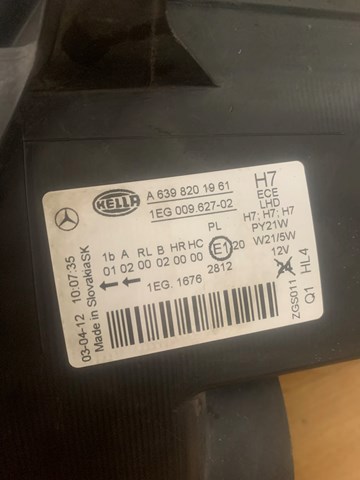 HELLA
A 639 820 19 61
1EG 009.627-02
H7
ECE
LHD
H7; H7; H7
PY21W
W21/5W
12V
PL
1b A RL B HR HC
01 02 00 02 00 00
E1 20
2812
1EG. 1676
03-04-12 10:07:35
Made in SlovakiaSK
ZGS011
Q1 HL4